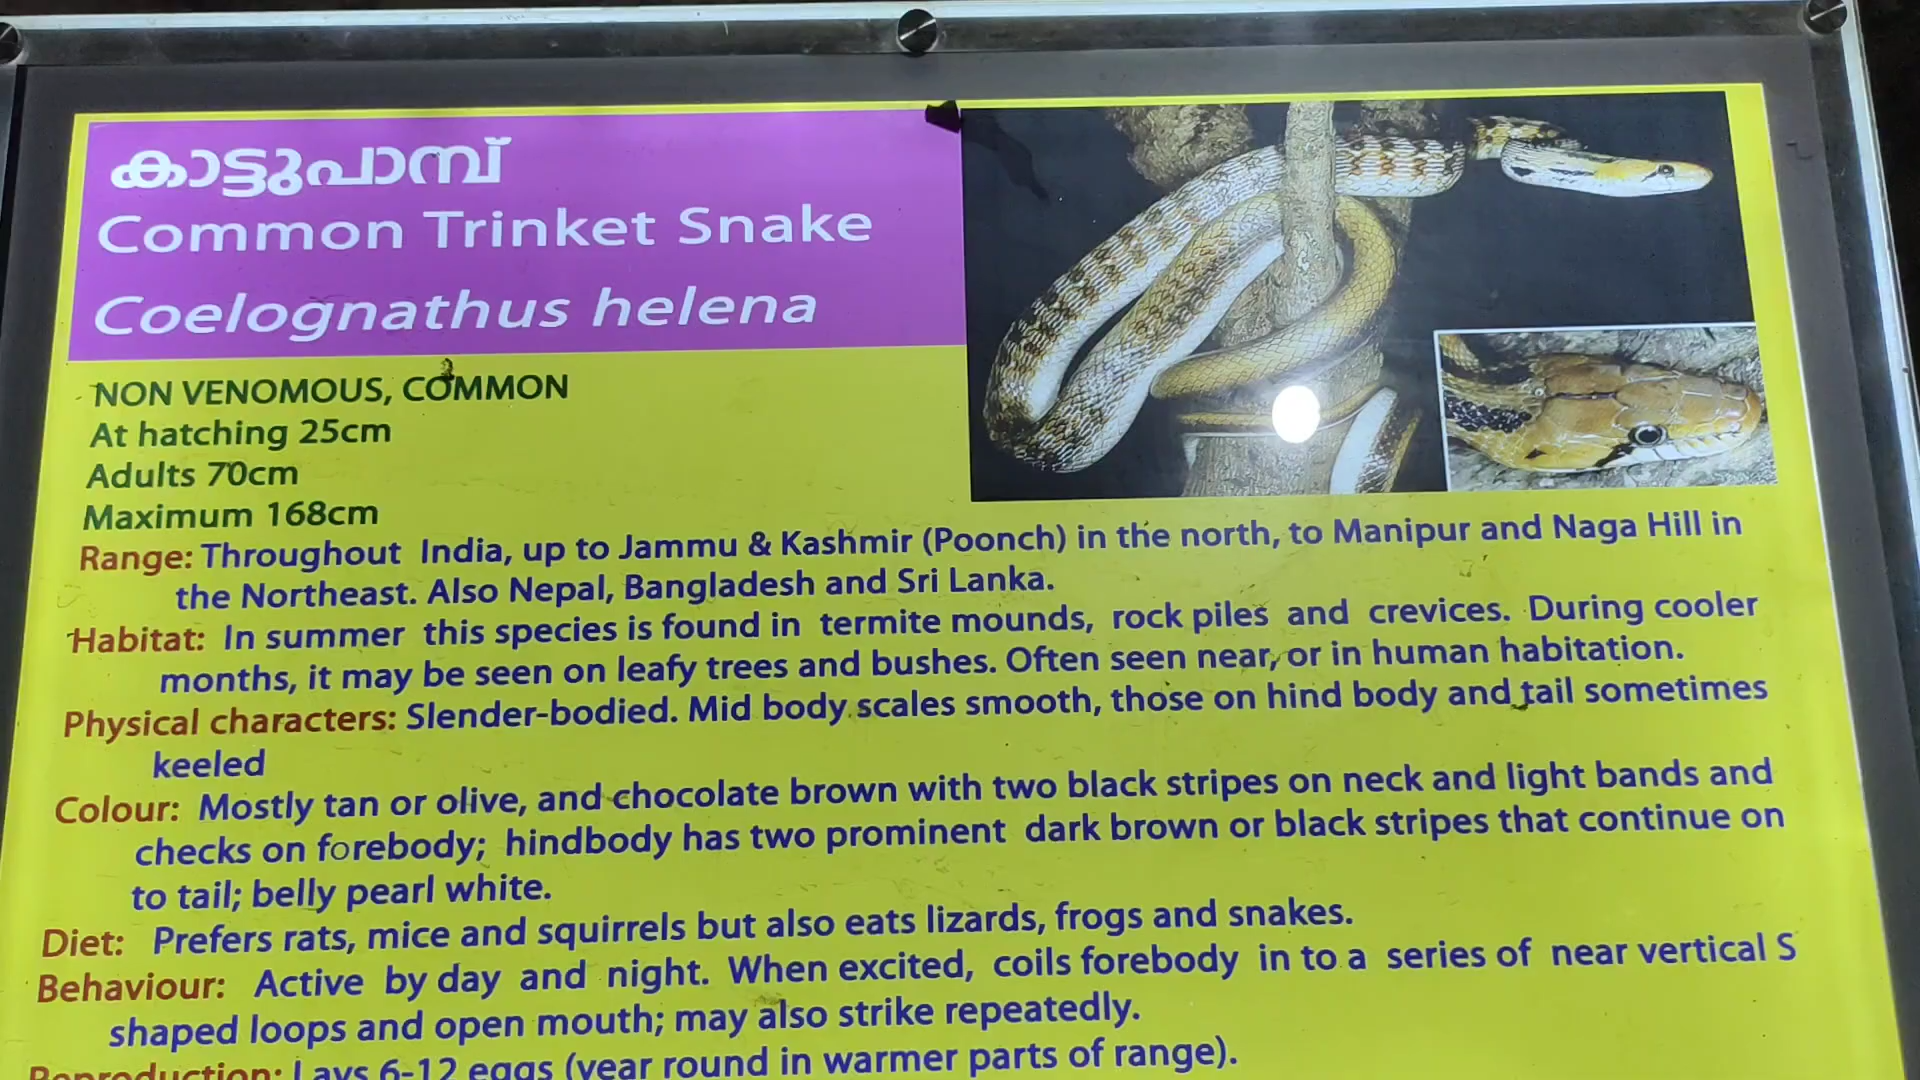 കാട്ടുപാമ്പ്
Common Trinket Snake
Coelognathus helena
NON VENOMOUS, COMMON
At hatching 25cm
Adults 70cm
Maximum 168cm
Range: Throughout India, up to Jammu & Kashmir (Poonch) in the north, to Manipur and Naga Hill in
the Northeast. Also Nepal, Bangladesh and Sri Lanka.
Habitat: In summer this species is found in termite mounds, rock piles and crevices. During cooler
months, it may be seen on leafy trees and bushes. Often seen near, or in human habitation.
Physical characters: Slender-bodied. Mid body scales smooth, those on hind body and tail sometimes
keeled
Colour: Mostly tan or olive, and chocolate brown with two black stripes on neck and light bands and
checks on forebody; hindbody has two prominent dark brown or black stripes that continue on
to tail; belly pearl white.
Diet: Prefers rats, mice and squirrels but also eats lizards, frogs and snakes.
Behaviour: Active by day and night. When excited, coils forebody in to a series of near vertical S
shaped loops and open mouth; may also strike repeatedly.
Reproduction: Lays 6-12 eggs (year round in warmer parts of range).